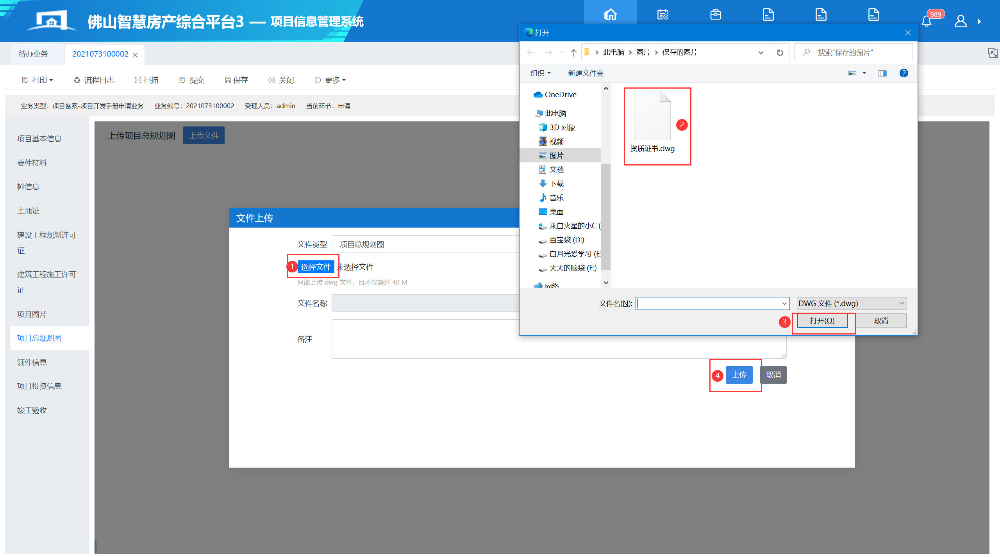 佛山智慧房产综合平台3 — 项目信息管理系统
989
待办业务
2021073100002
打印
流程日志
扫描
提交
保存
关闭
更多
业务类型：项目备案-项目开发手册申请业务 业务编号：2021073100002 受理人员：admin 当前环节：申请
项目基本信息
要件材料
幢信息
土地证
建设工程规划许可
证
建筑工程施工许可
证
项目图片
项目总规划图
领件信息
项目投资信息
竣工验收
上传项目总规划图
上传文件
文件上传
文件类型
项目总规划图
1
选择文件
未选择文件
只能上传 dwg 文件，且不能超过 40 M
文件名称
备注
4
上传
取消
打开
此电脑
图片
保存的图片
搜索"保存的图片"
组织
新建文件夹
OneDrive
此电脑
3D 对象
视频
图片
文档
下载
音乐
桌面
来自火星的小C (
百宝袋 (D:)
白月光爱学习 (E:
大大的脑袋 (F:)
网络
2
资质证书.dwg
文件名(N):
DWG 文件 (*.dwg)
3
打开(O)
取消